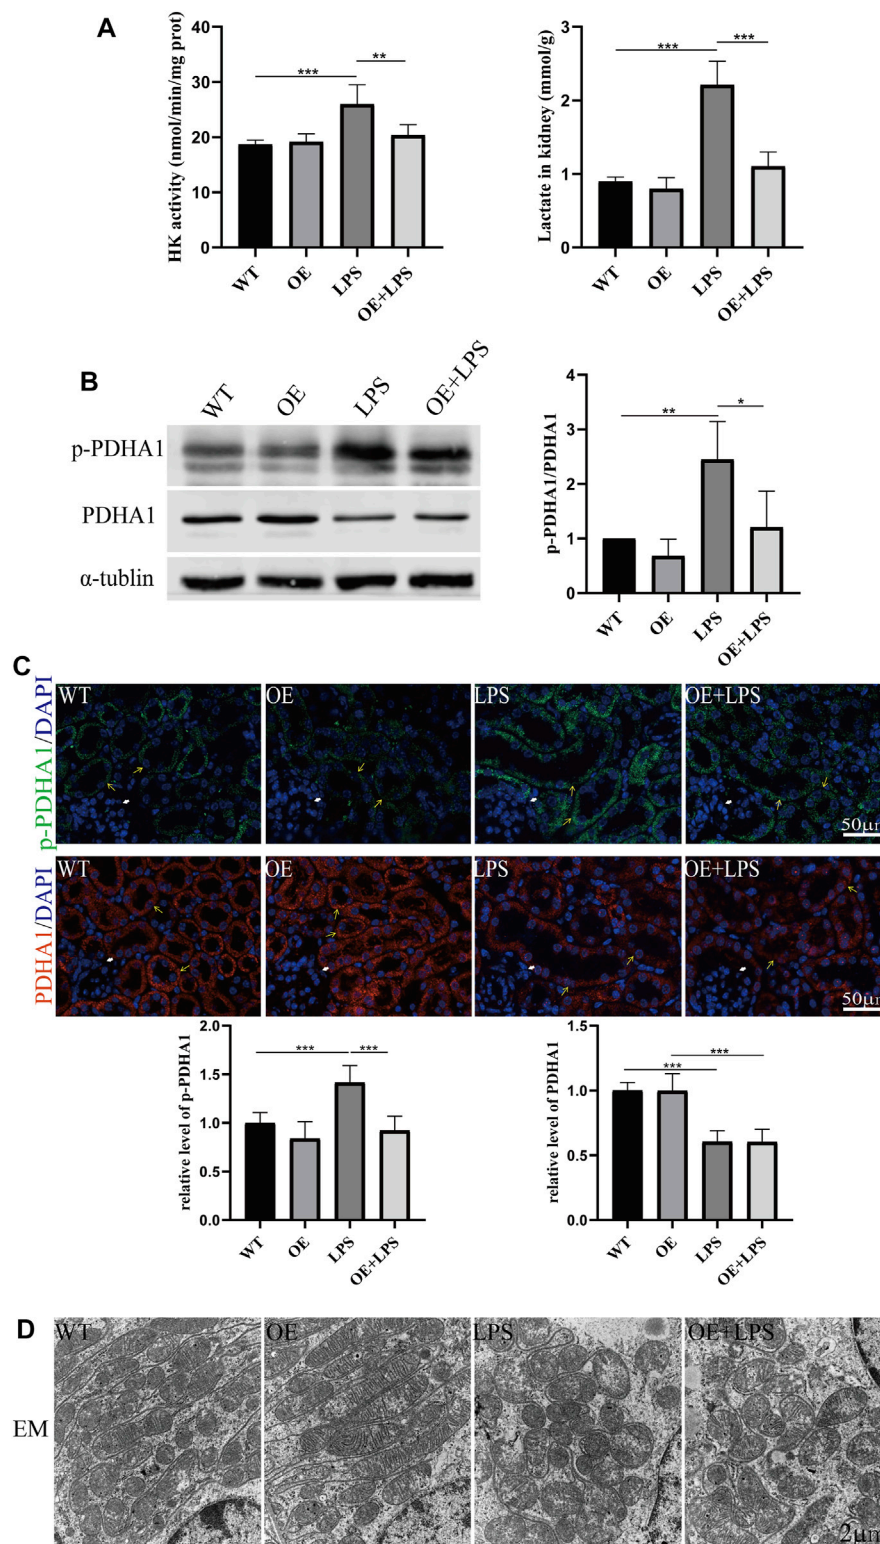 A
HK activity (nmol/min/mg prot)
40
30
20
10
0
***
**
WT
OE
LPS
OE+LPS
Lactate in kidney (mmol/g)
3
2
1
0
***
***
WT
OE
LPS
OE+LPS
B
WT
OE
LPS
OE+LPS
p-PDHA1
PDHA1
α-tublin
p-PDHA1/PDHA1
4
3
2
1
0
**
*
WT
OE
LPS
OE+LPS
C
p-PDHA1/DAPI
WT
OE
LPS
OE+LPS
50μm
PDHA1/DAPI
WT
OE
LPS
OE+LPS
50μm
relative level of p-PDHA1
2.0
1.5
1.0
0.5
0.0
***
***
WT
OE
LPS
OE+LPS
relative level of PDHA1
1.5
1.0
0.5
0.0
***
***
WT
OE
LPS
OE+LPS
D
EM
WT
OE
LPS
OE+LPS
2μm